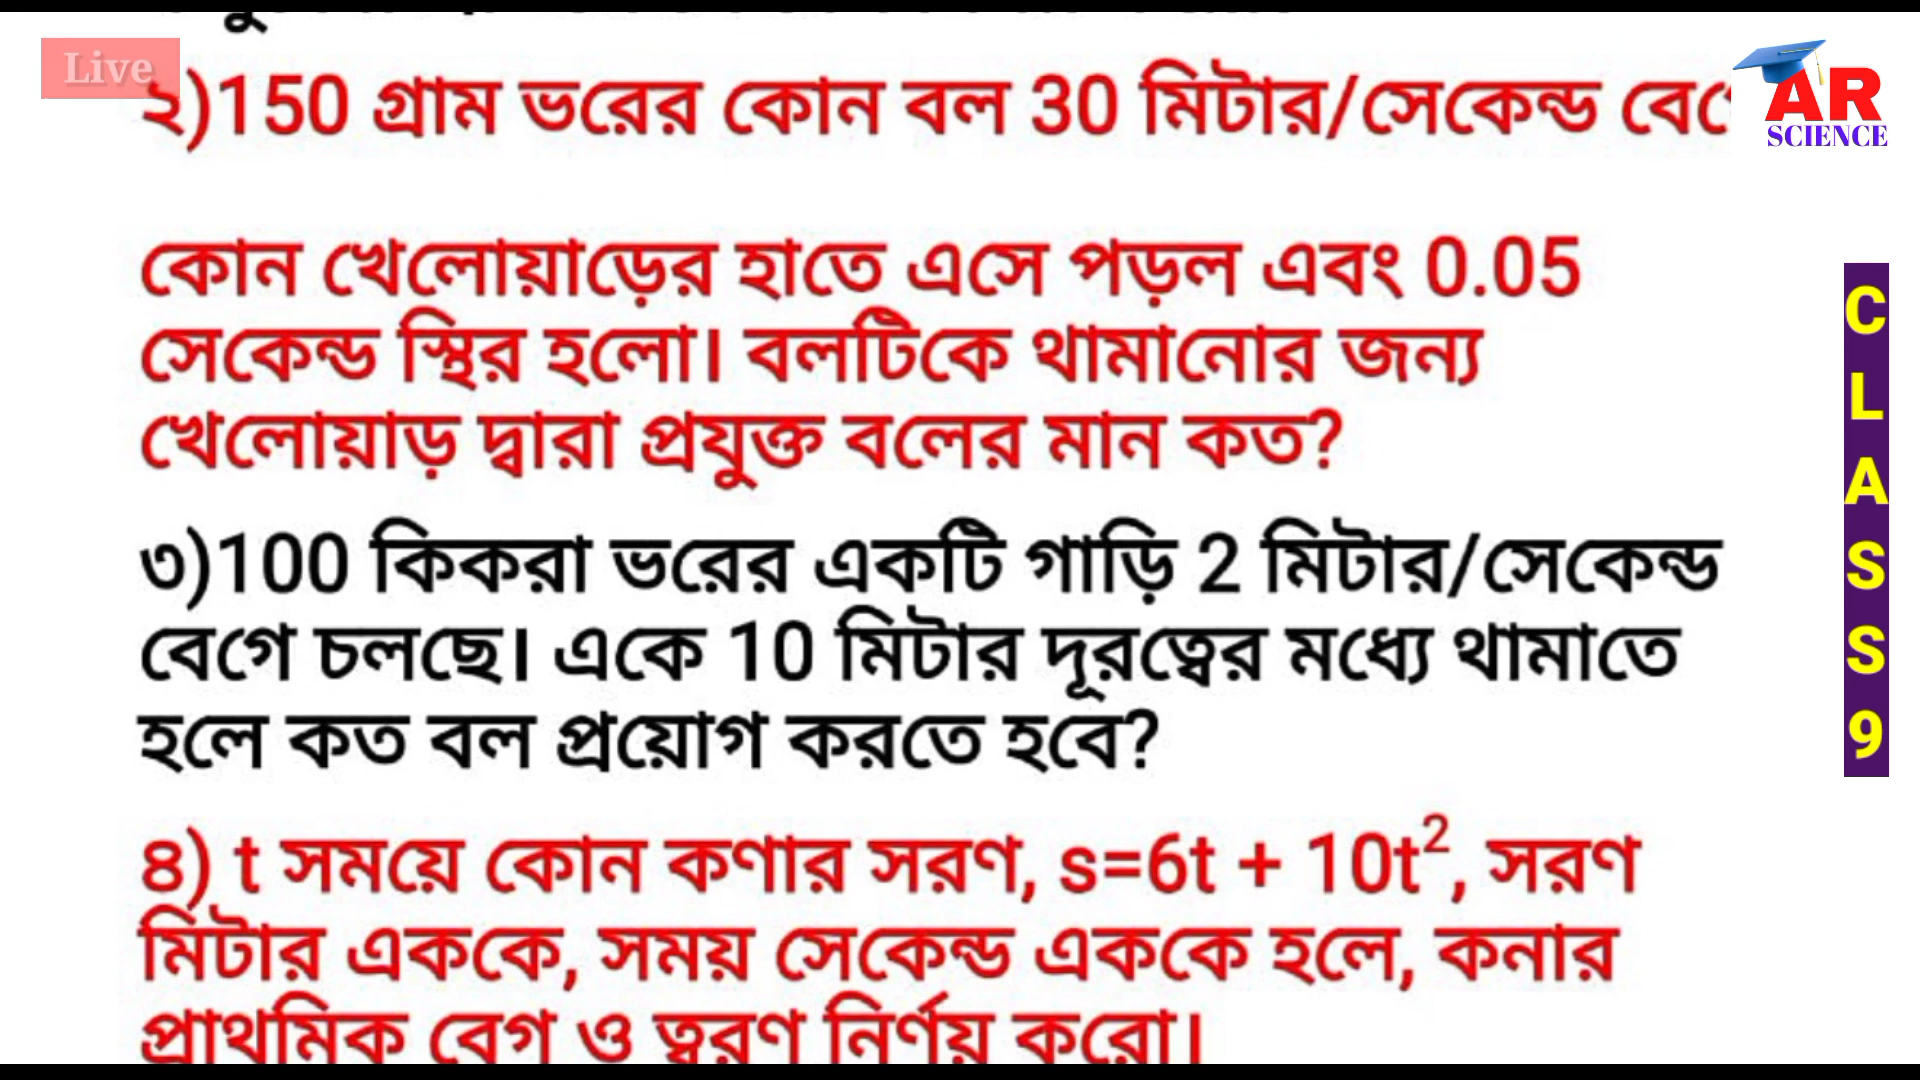 Live
২)150 গ্রাম ভরের কোন বল 30 মিটার/সেকেন্ড
AR
SCIENCE
কোন খেলোয়াড়ের হাতে এসে পড়ল এবং 0.05
সেকেন্ড স্থির হলো। বলটিকে থামানোর জন্য
খেলোয়াড় দ্বারা প্রযুক্ত বলের মান কত?
৩)100 কিকরা ভরের একটি গাড়ি 2 মিটার/সেকেন্ড
বেগে চলছে। একে 10 মিটার দূরত্বের মধ্যে থামাতে
হলে কত বল প্রয়োগ করতে হবে?
৪) t সময়ে কোন কণার সরণ, s=6t + 10t², সরণ
মিটার এককে, সময় সেকেন্ড এককে হলে, কনার
প্রাথমিক বেগ ও ত্বরণ নির্ণয় করো।
CLASS 9